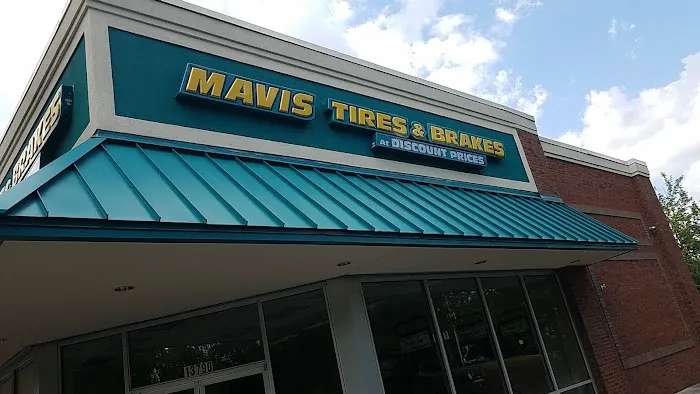 MAVIS TIRES & BRAKES
at DISCOUNT PRICES
BRAKES
13790